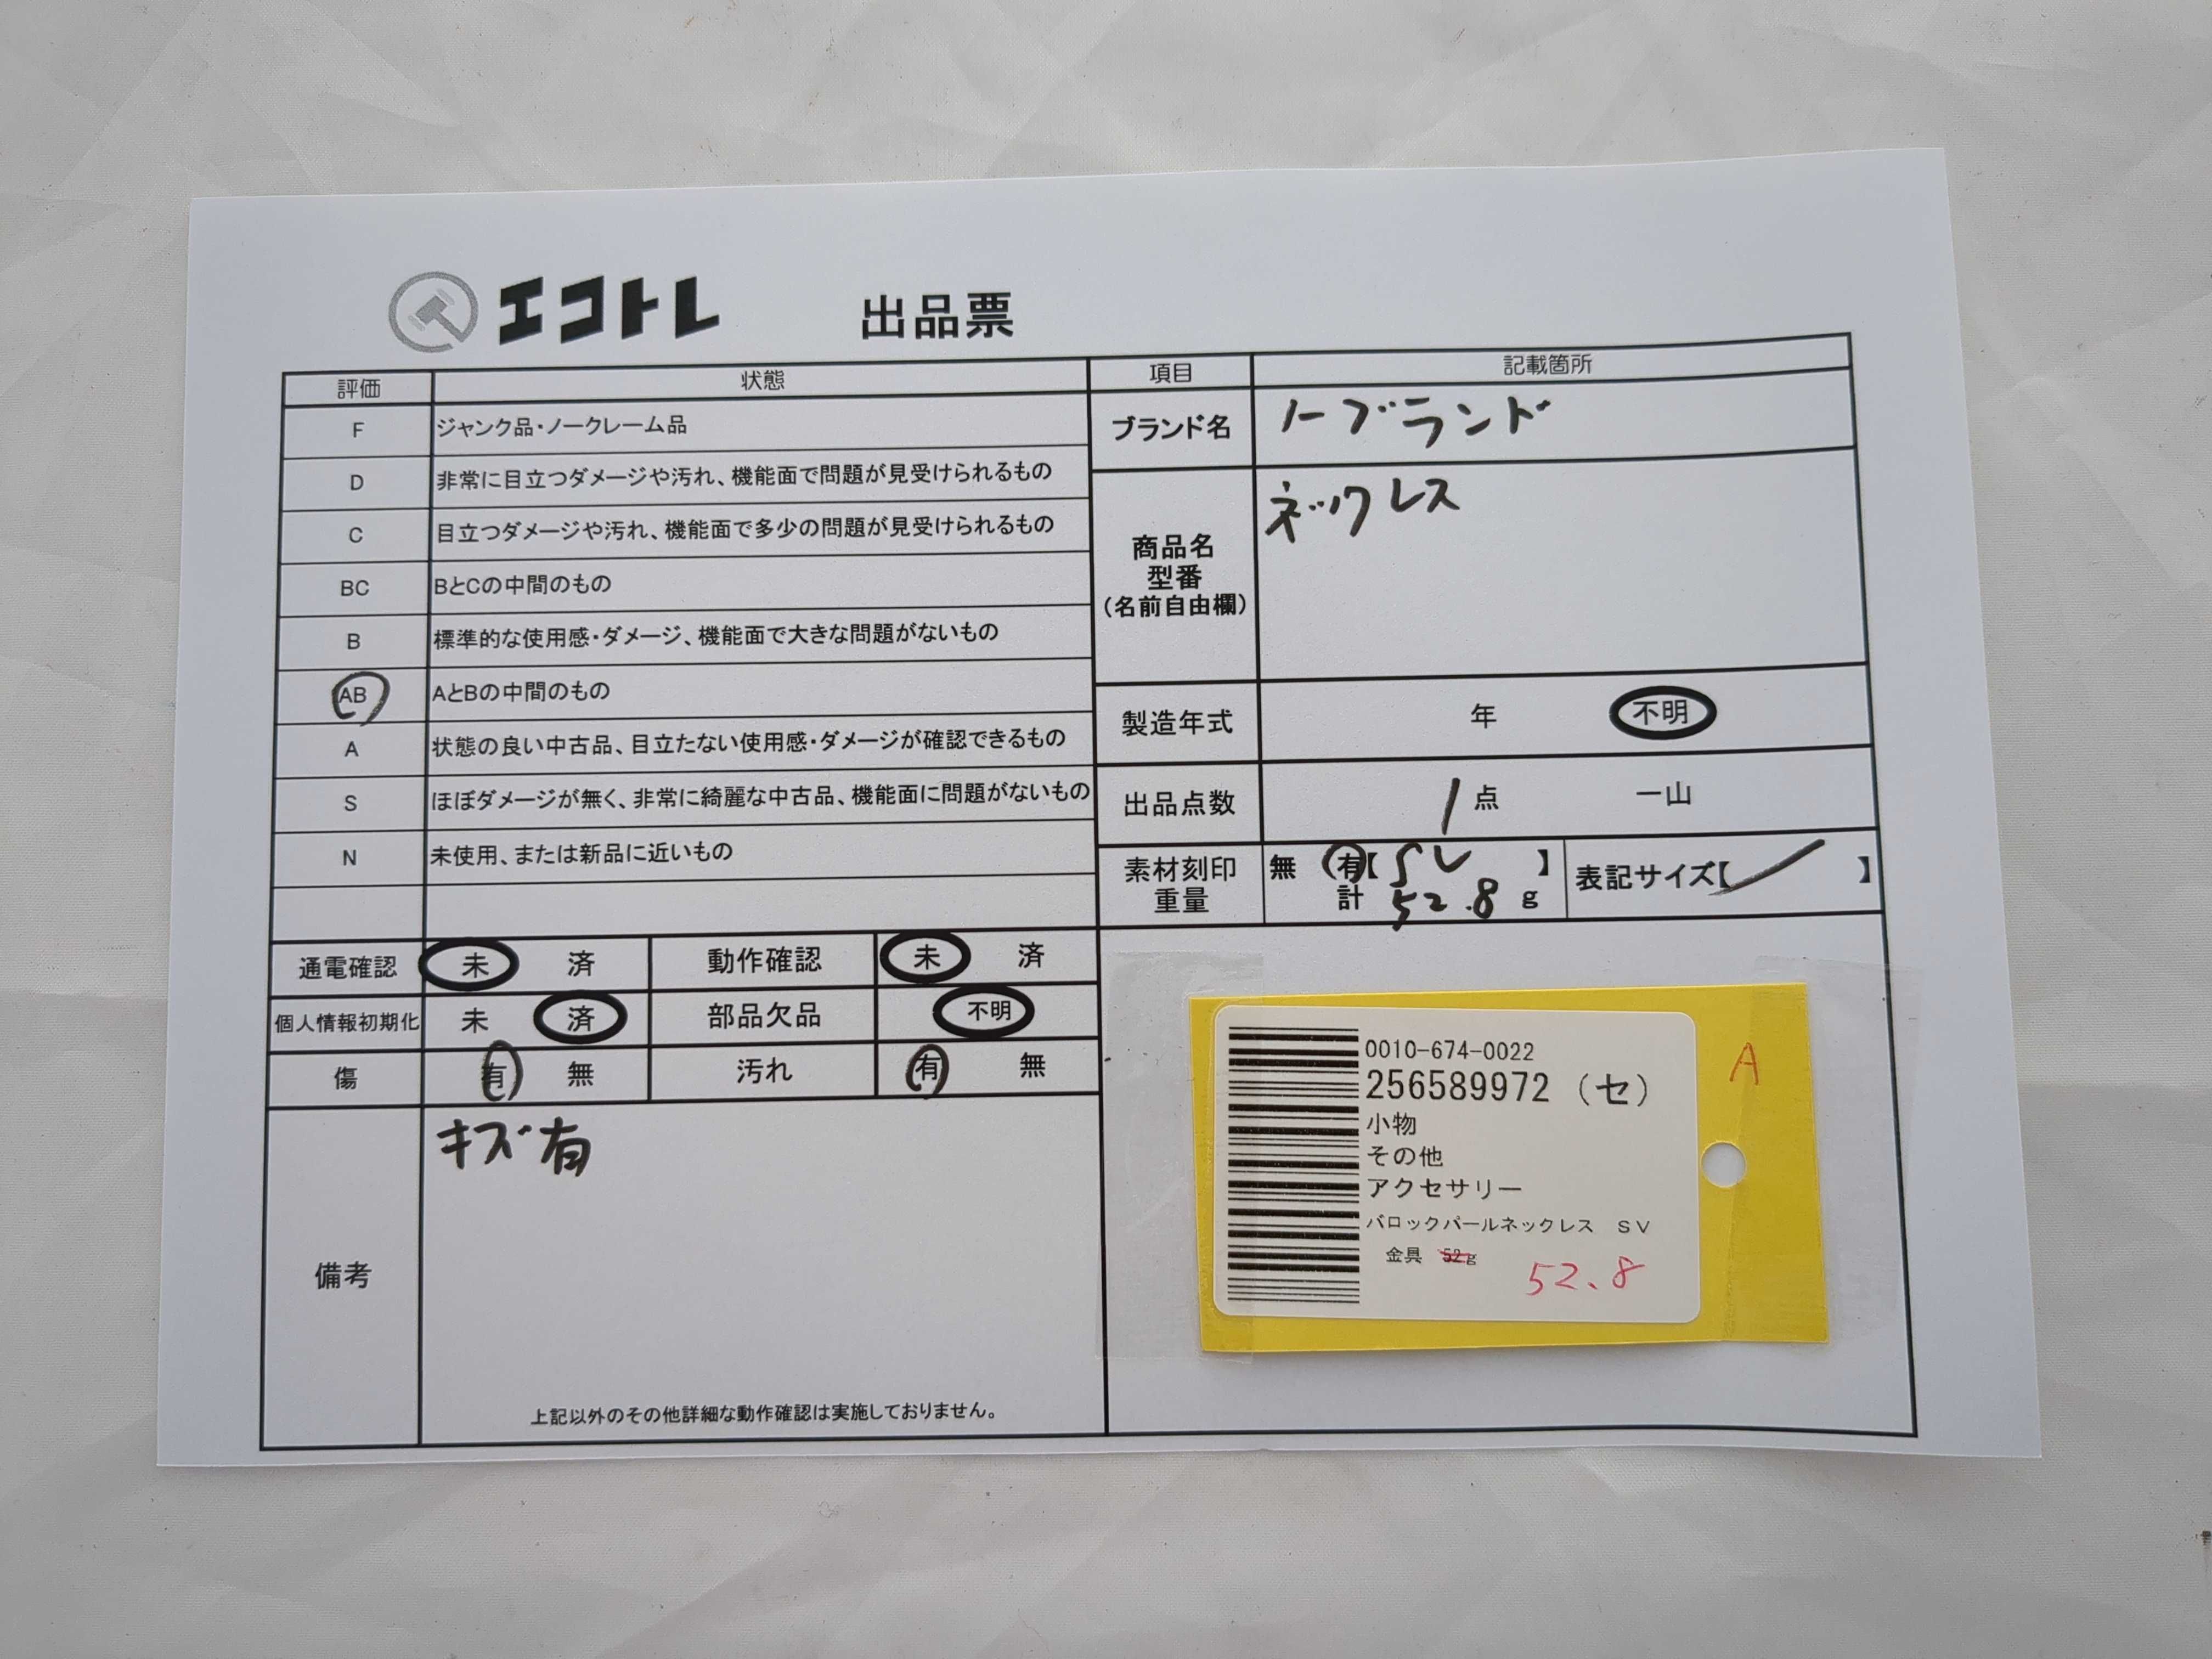 エコトレ 出品票
評価 状態
F ジャンク品・ノークレーム品
D 非常に目立つダメージや汚れ、機能面で問題が見受けられるもの
C 目立つダメージや汚れ、機能面で多少の問題が見受けられるもの
BC BとCの中間のもの
B 標準的な使用感・ダメージ、機能面で大きな問題がないもの
AB AとBの中間のもの
A 状態の良い中古品、目立たない使用感・ダメージが確認できるもの
S ほぼダメージが無く、非常に綺麗な中古品、機能面に問題がないもの
N 未使用、または新品に近いもの
項目 記載箇所
ブランド名 ノーブランド
商品名
型番
(名前自由欄)
ネックレス
製造年式 年 不明
出品点数 1点 一山
素材刻印
重量
無 有【 SV 】
計 52.8 g
表記サイズ【 / 】
通電確認 未 済 動作確認 未 済
個人情報初期化 未 済 部品欠品 不明
傷 有 無 汚れ 有 無
備考
キズ有
上記以外のその他詳細な動作確認は実施しておりません。
0010-674-0022
256589972 (セ)
小物
その他
アクセサリー
バロックパールネックレス SV
金具 52g
52.8
A